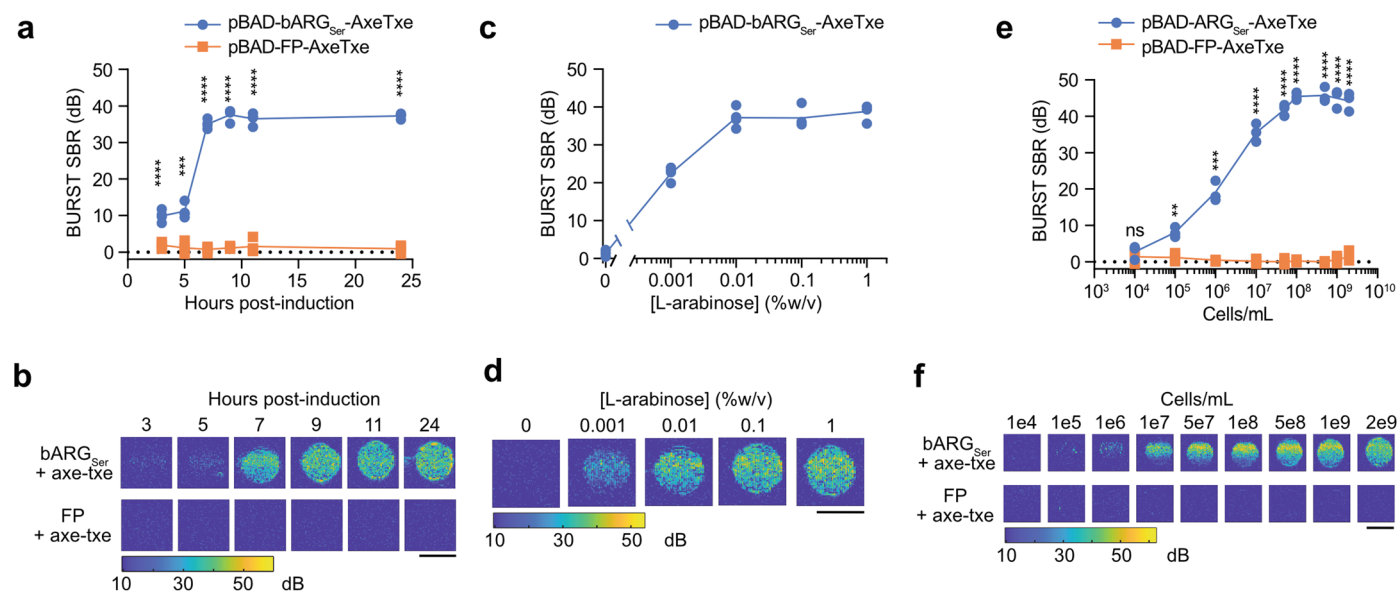 a
pBAD-bARGSer-AxeTxe
pBAD-FP-AxeTxe
BURST SBR (dB)
50
40
30
20
10
0
**** *** **** **** **** ****
0 5 10 15 20 25
Hours post-induction
c
pBAD-bARGSer-AxeTxe
BURST SBR (dB)
50
40
30
20
10
0
0 0.001 0.01 0.1 1
[L-arabinose] (%w/v)
e
pBAD-ARGSer-AxeTxe
pBAD-FP-AxeTxe
BURST SBR (dB)
50
40
30
20
10
0
ns ** *** **** **** **** **** **** ****
10³ 10⁴ 10⁵ 10⁶ 10⁷ 10⁸ 10⁹ 10¹⁰
Cells/mL
b
Hours post-induction
3 5 7 9 11 24
bARGSer
+ axe-txe
FP
+ axe-txe
10 30 50 dB
d
[L-arabinose] (%w/v)
0 0.001 0.01 0.1 1
10 30 50 dB
f
Cells/mL
1e4 1e5 1e6 1e7 5e7 1e8 5e8 1e9 2e9
bARGSer
+ axe-txe
FP
+ axe-txe
10 30 50 dB